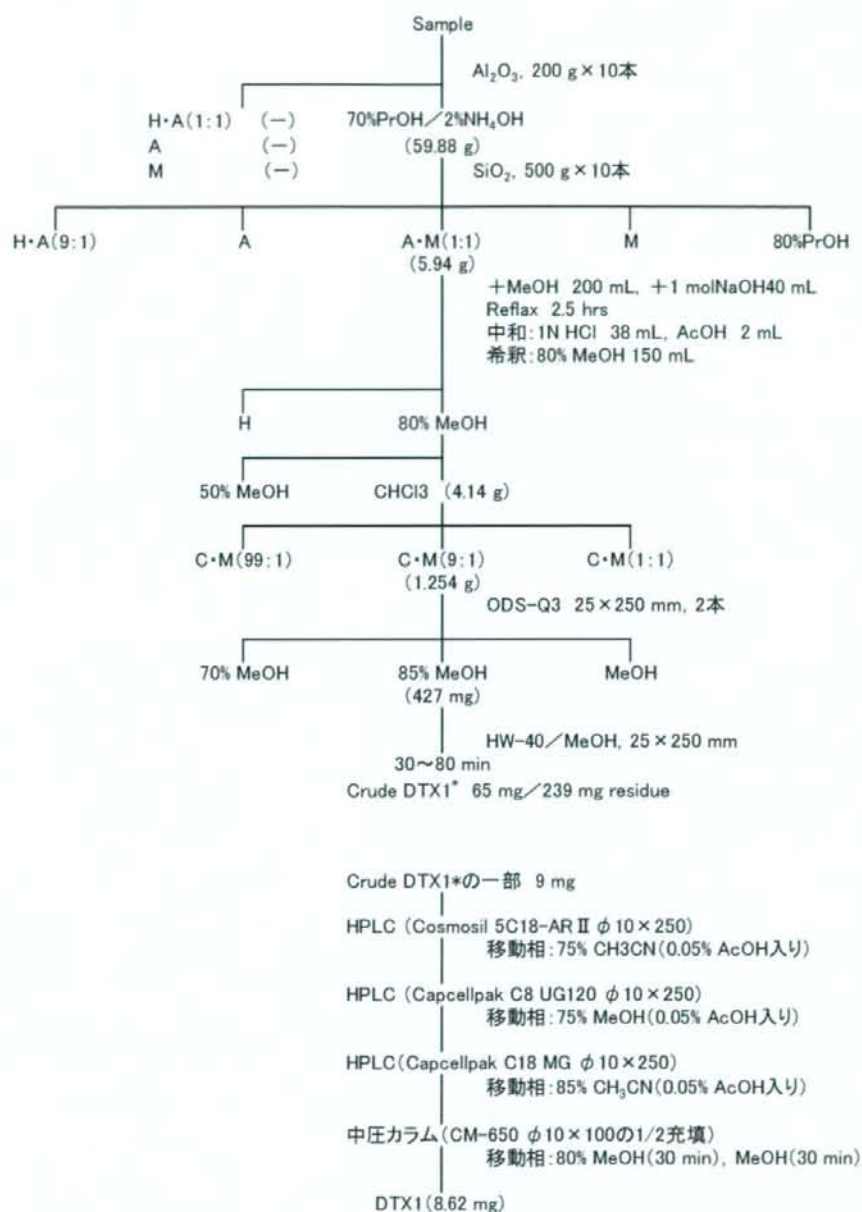 Sample
Al₂O₃, 200 g×10本
H・A(1:1) (−) 70%PrOH/2%NH₄OH
A (−) (59.88 g)
M (−) SiO₂, 500 g×10本
H・A(9:1) A A・M(1:1) M 80%PrOH
(5.94 g)
+MeOH 200 mL, +1 molNaOH40 mL
Reflax 2.5 hrs
中和:1N HCl 38 mL, AcOH 2 mL
希釈:80% MeOH 150 mL
H 80% MeOH
50% MeOH CHCl3 (4.14 g)
C・M(99:1) C・M(9:1) C・M(1:1)
(1.254 g)
ODS-Q3 25×250 mm, 2本
70% MeOH 85% MeOH MeOH
(427 mg)
HW-40/MeOH, 25×250 mm
30~80 min
Crude DTX1* 65 mg/239 mg residue
Crude DTX1*の一部 9 mg
HPLC (Cosmosil 5C18-ARⅡ φ10×250)
移動相:75% CH3CN(0.05% AcOH入り)
HPLC (Capcellpak C8 UG120 φ10×250)
移動相:75% MeOH(0.05% AcOH入り)
HPLC(Capcellpak C18 MG φ10×250)
移動相:85% CH₃CN(0.05% AcOH入り)
中圧カラム(CM-650 φ10×100の1/2充填)
移動相:80% MeOH(30 min), MeOH(30 min)
DTX1(8.62 mg)